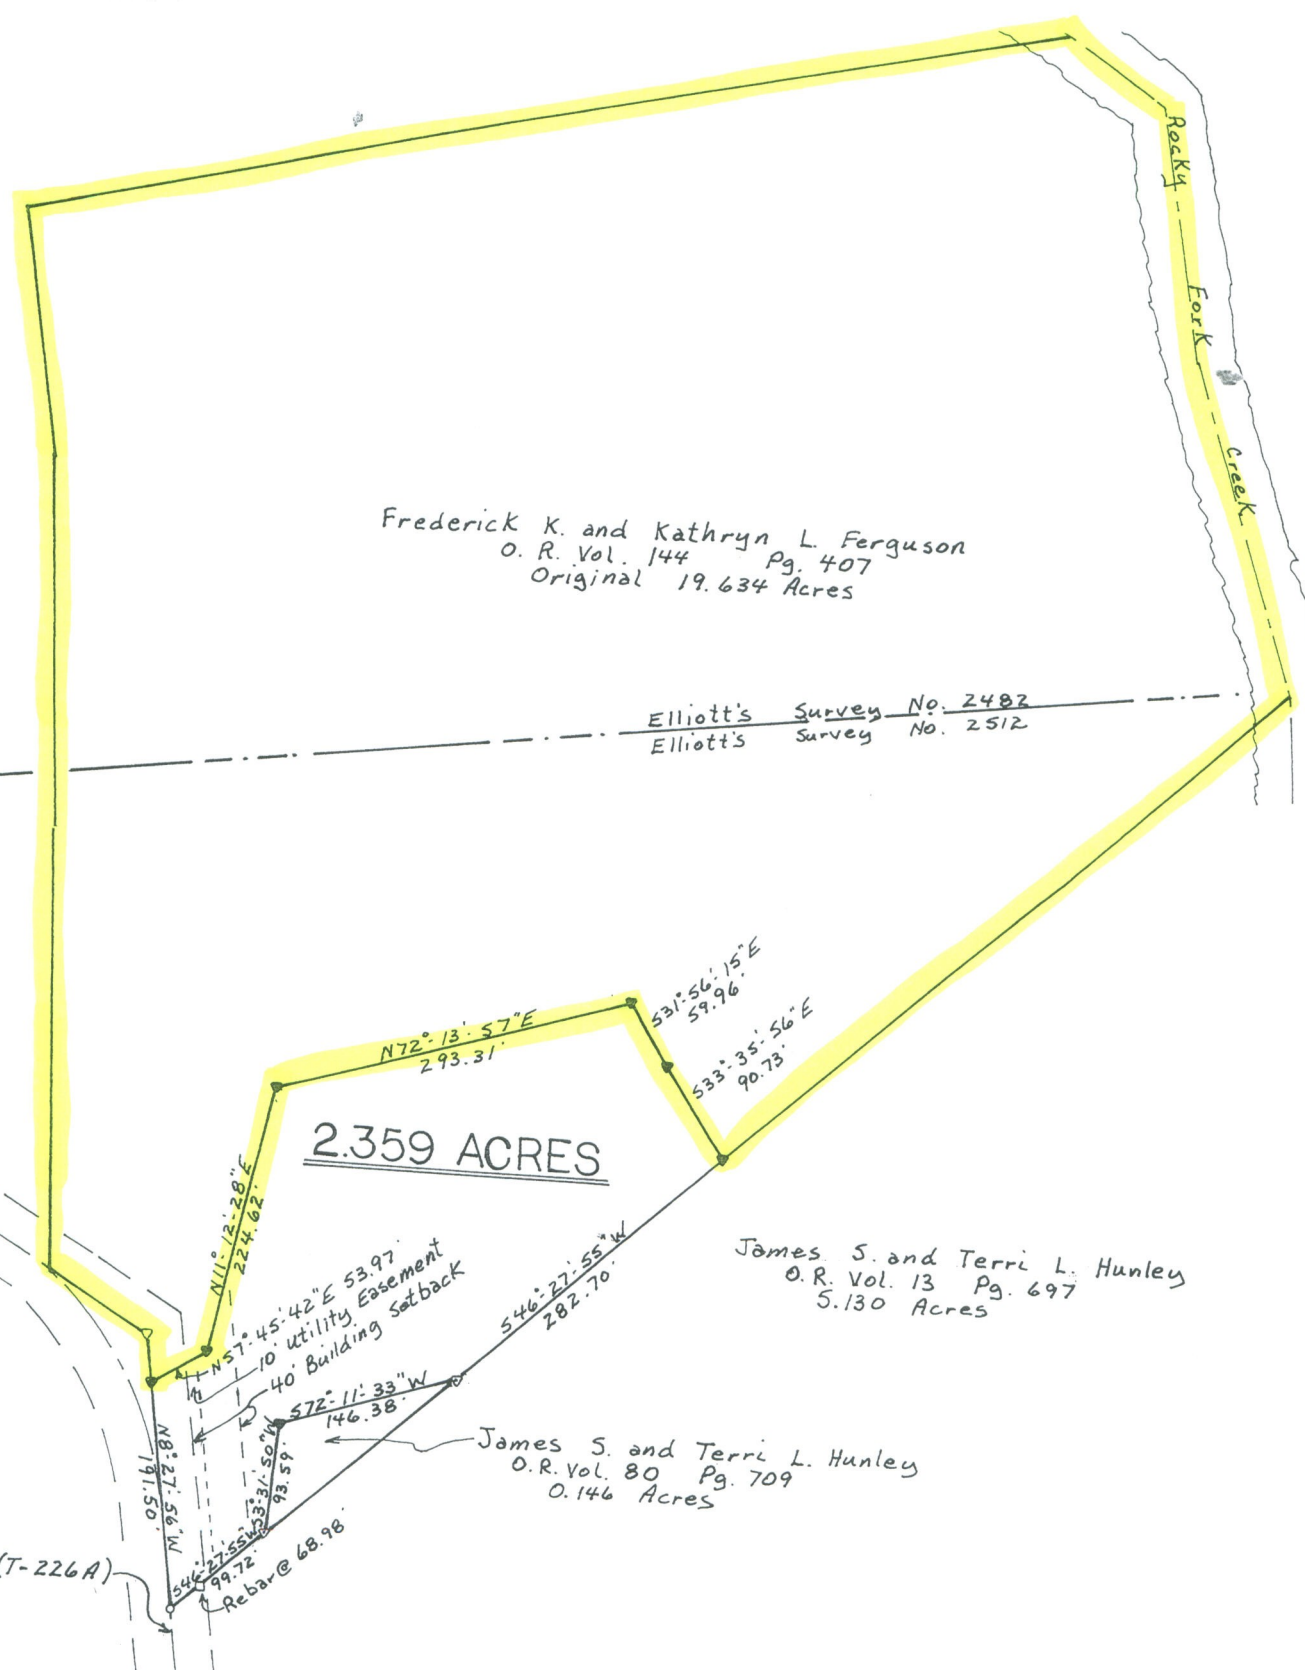 Rocky
Fork
Creek
Frederick K. and Kathryn L. Ferguson
O. R. Vol. 144 Pg. 407
Original 19.634 Acres
Elliott's Survey No. 2482
Elliott's Survey No. 2512
S31°-56'-15"E
59.96'
S33°-35'-56"E
90.73'
N72°-13'-57"E
293.31'
2.359 ACRES
N11°-12'-28"E
224.62'
N57°-45'-42"E 53.97'
10' Utility Easement
40' Building Setback
S46°-27'-55"W
282.70'
James S. and Terri L. Hunley
O.R. Vol. 13 Pg. 697
5.130 Acres
S72°-11'-33"W
146.38'
S3°-31'-50"W
93.59'
James S. and Terri L. Hunley
O.R. Vol. 80 Pg. 709
0.146 Acres
N8°-27'-56"W
191.50'
S46°-27'-55"W
99.72'
Rebar @ 68.98'
(T-226A)